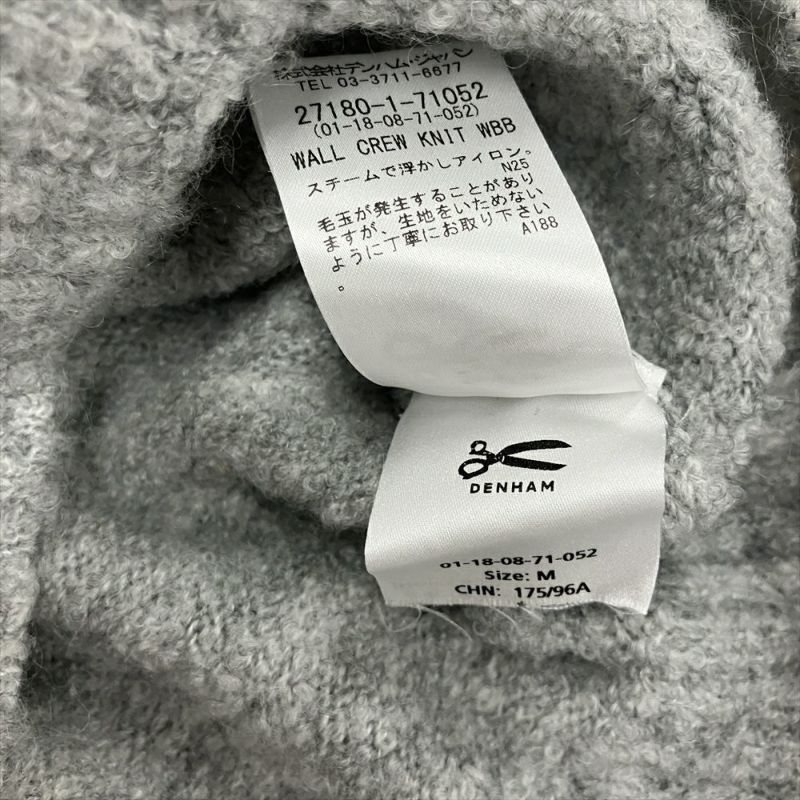 株式会社デンハム・ジャパン
TEL 03-3711-6677
27180-1-71052
(01-18-08-71-052)
WALL CREW KNIT WBB
スチームで浮かしアイロン。
N25
毛玉が発生することがあり
ますが、生地をいためない
ように丁寧にお取り下さい
。
A188
DENHAM
01-18-08-71-052
Size: M
CHN: 175/96A